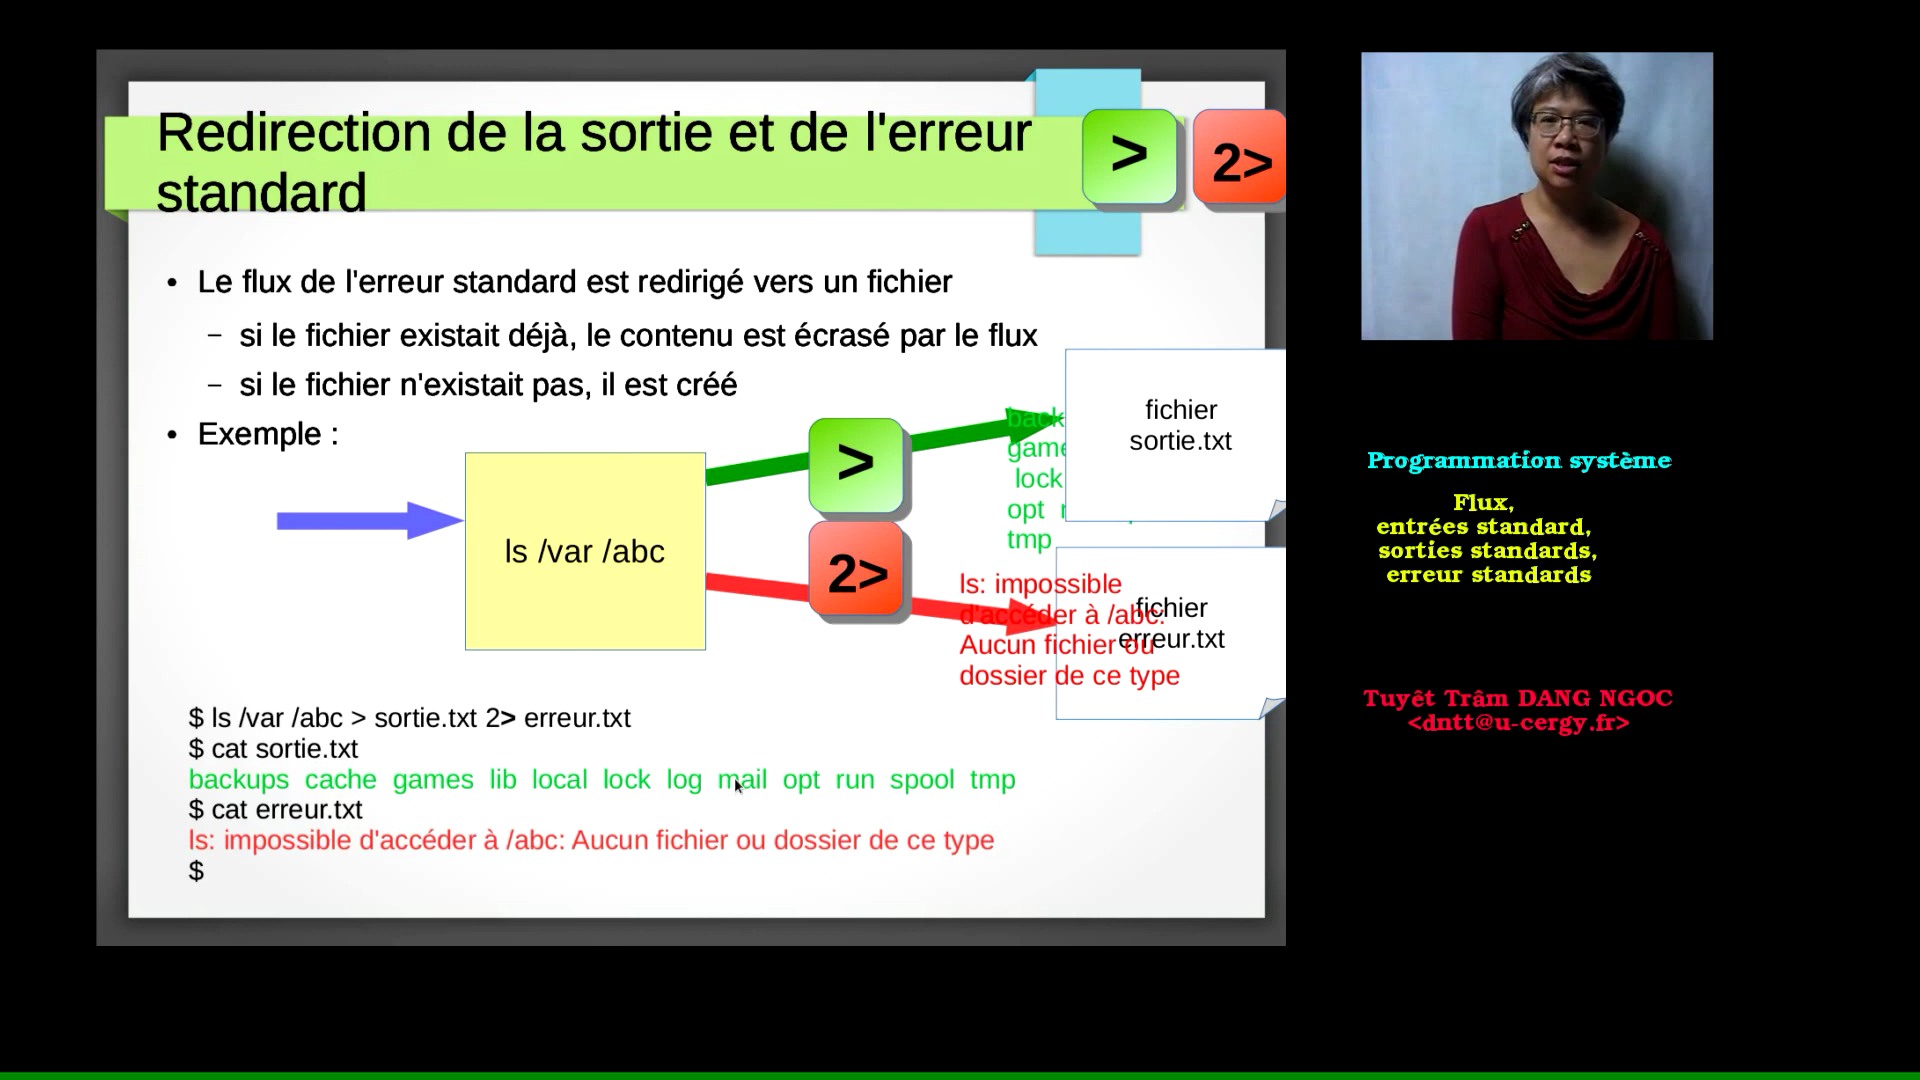 Redirection de la sortie et de l'erreur
standard
>
2>
Le flux de l'erreur standard est redirigé vers un fichier
si le fichier existait déjà, le contenu est écrasé par le flux
si le fichier n'existait pas, il est créé
Exemple :
ls /var /abc
>
2>
back
game
lock
opt
tmp
fichier
sortie.txt
ls: impossible
d'accéder à /abc:
Aucun fichier ou
dossier de ce type
fichier
erreur.txt
$ ls /var /abc > sortie.txt 2> erreur.txt
$ cat sortie.txt
backups cache games lib local lock log mail opt run spool tmp
$ cat erreur.txt
ls: impossible d'accéder à /abc: Aucun fichier ou dossier de ce type
$
Programmation système
Flux,
entrées standard,
sorties standards,
erreur standards
Tuyêt Trâm DANG NGOC
<dntt@u-cergy.fr>